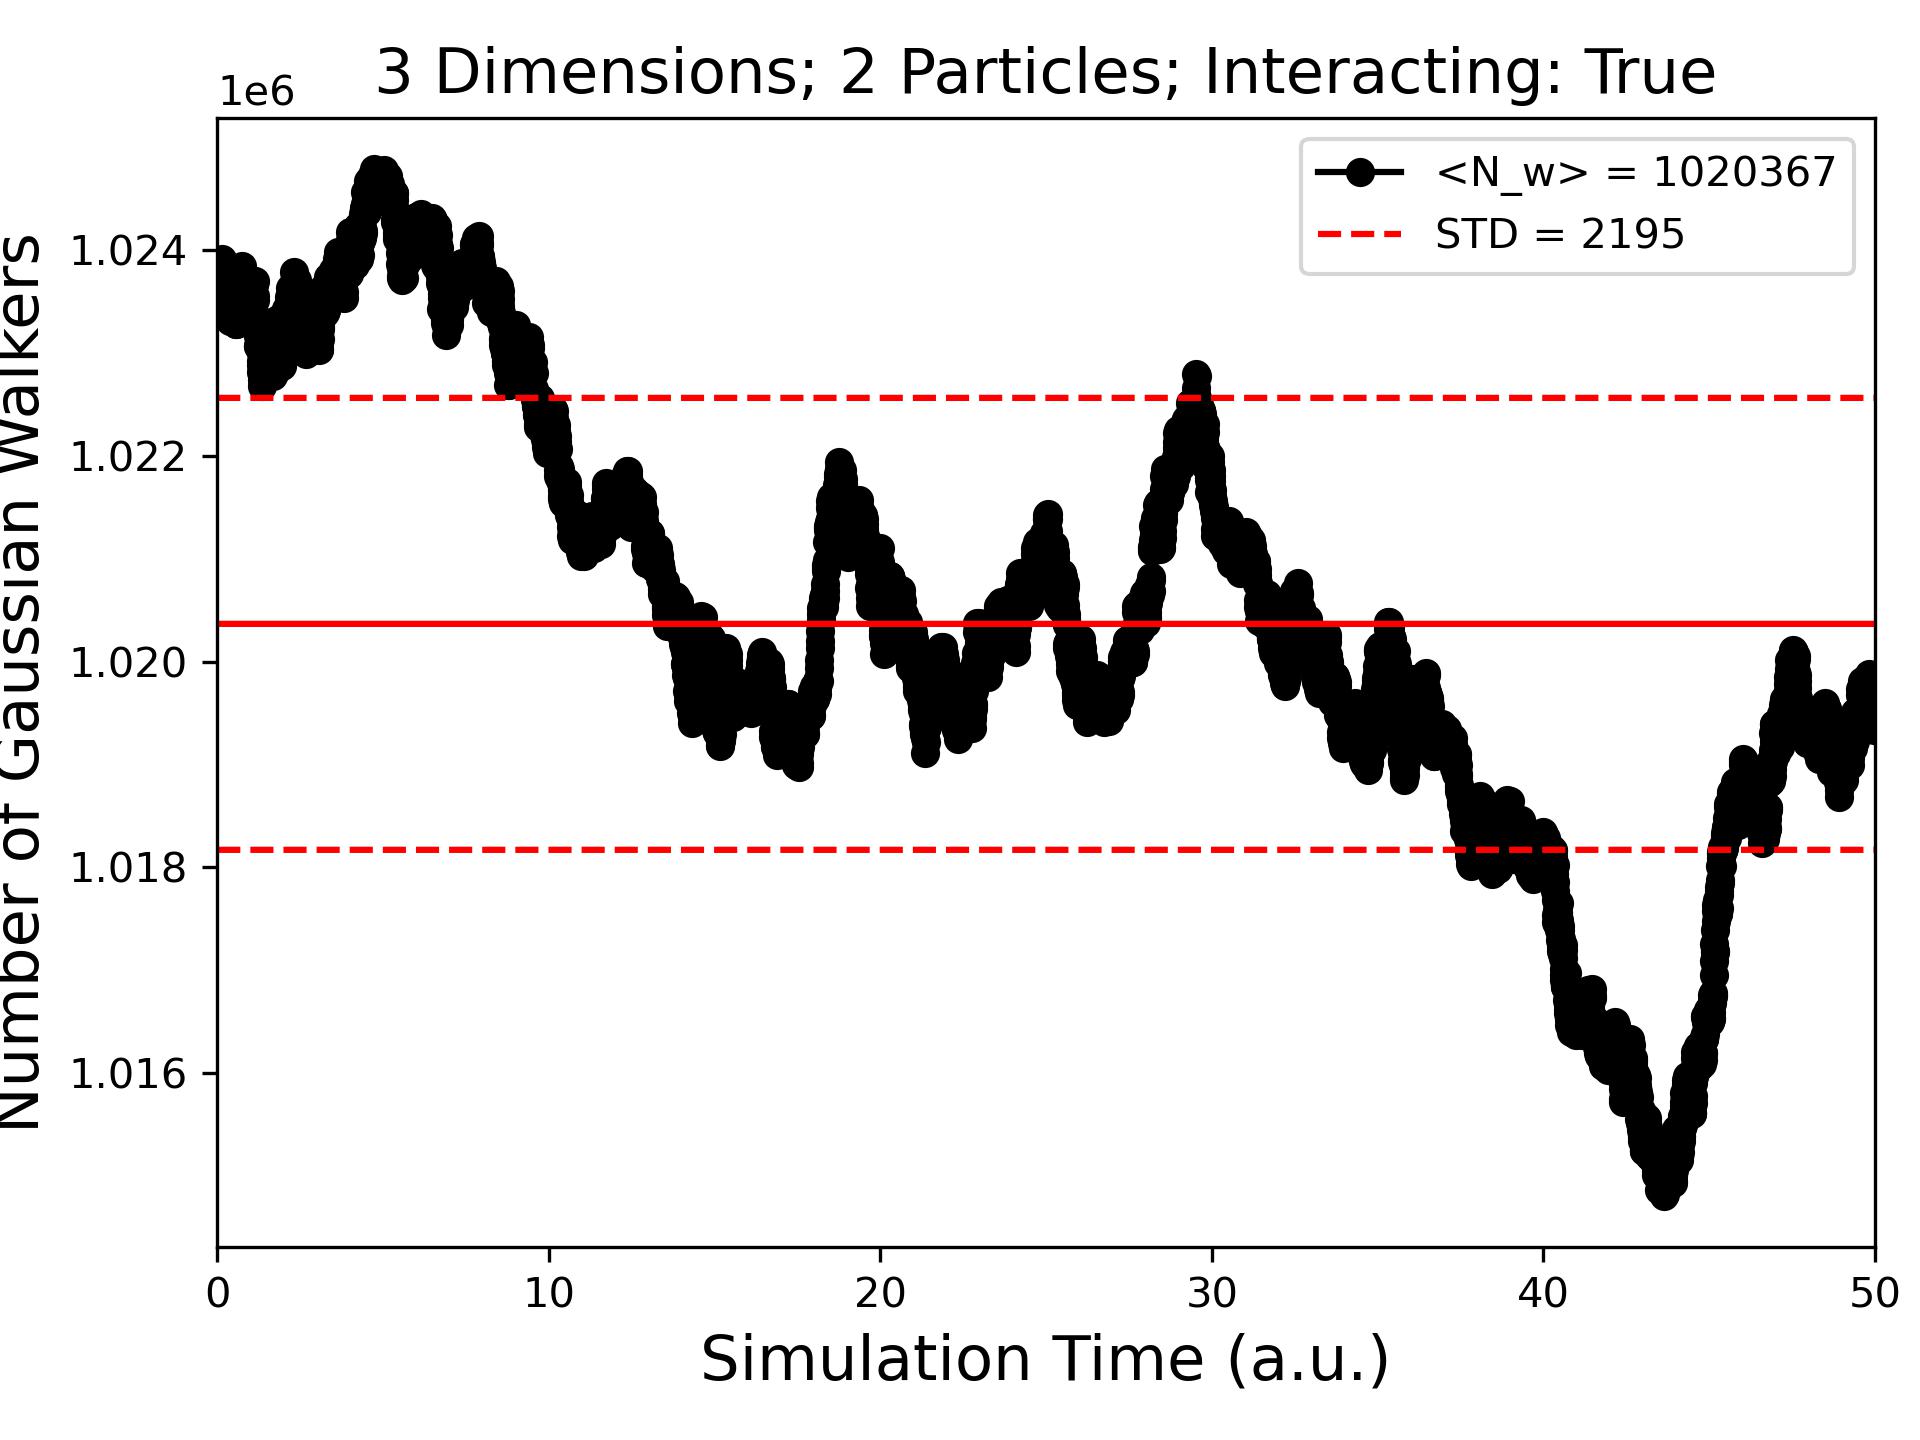 3 Dimensions; 2 Particles; Interacting: True
1e6
<N_w> = 1020367
STD = 2195
Number of Gaussian Walkers
1.024
1.022
1.020
1.018
1.016
0 10 20 30 40 50
Simulation Time (a.u.)